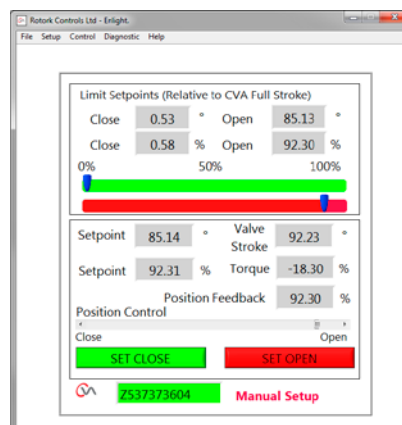 Rotork Controls Ltd - Enlight.
File Setup Control Diagnostic Help
Limit Setpoints (Relative to CVA Full Stroke)
Close 0.53 ° Open 85.13 °
Close 0.58 % Open 92.30 %
0% 50% 100%
Setpoint 85.14 ° Valve Stroke 92.23 °
Setpoint 92.31 % Torque -18.30 %
Position Feedback 92.30 %
Position Control
Close Open
SET CLOSE SET OPEN
Z537373604 Manual Setup